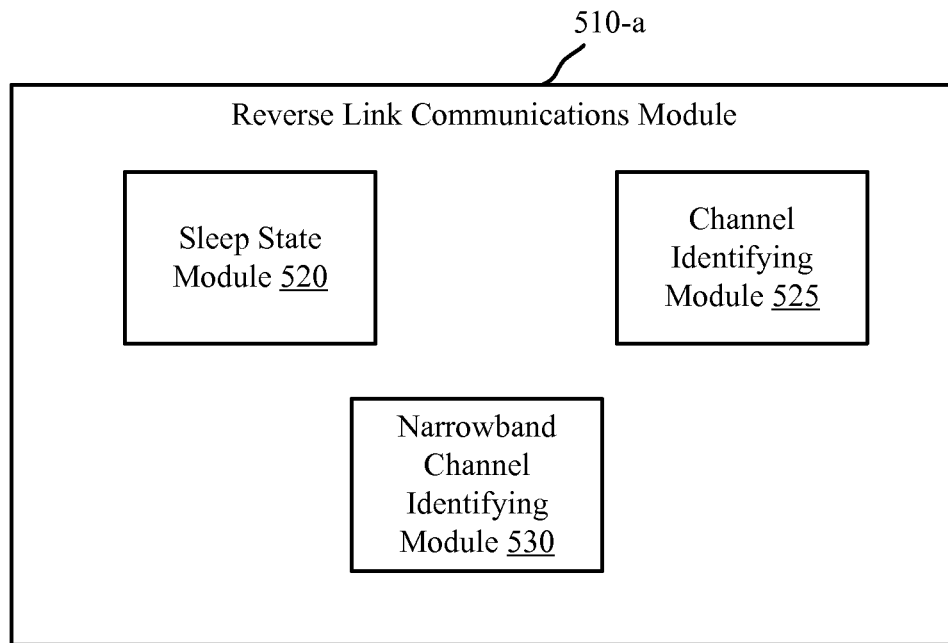 510-a
Reverse Link Communications Module
Sleep State
Module 520
Channel
Identifying
Module 525
Narrowband
Channel
Identifying
Module 530